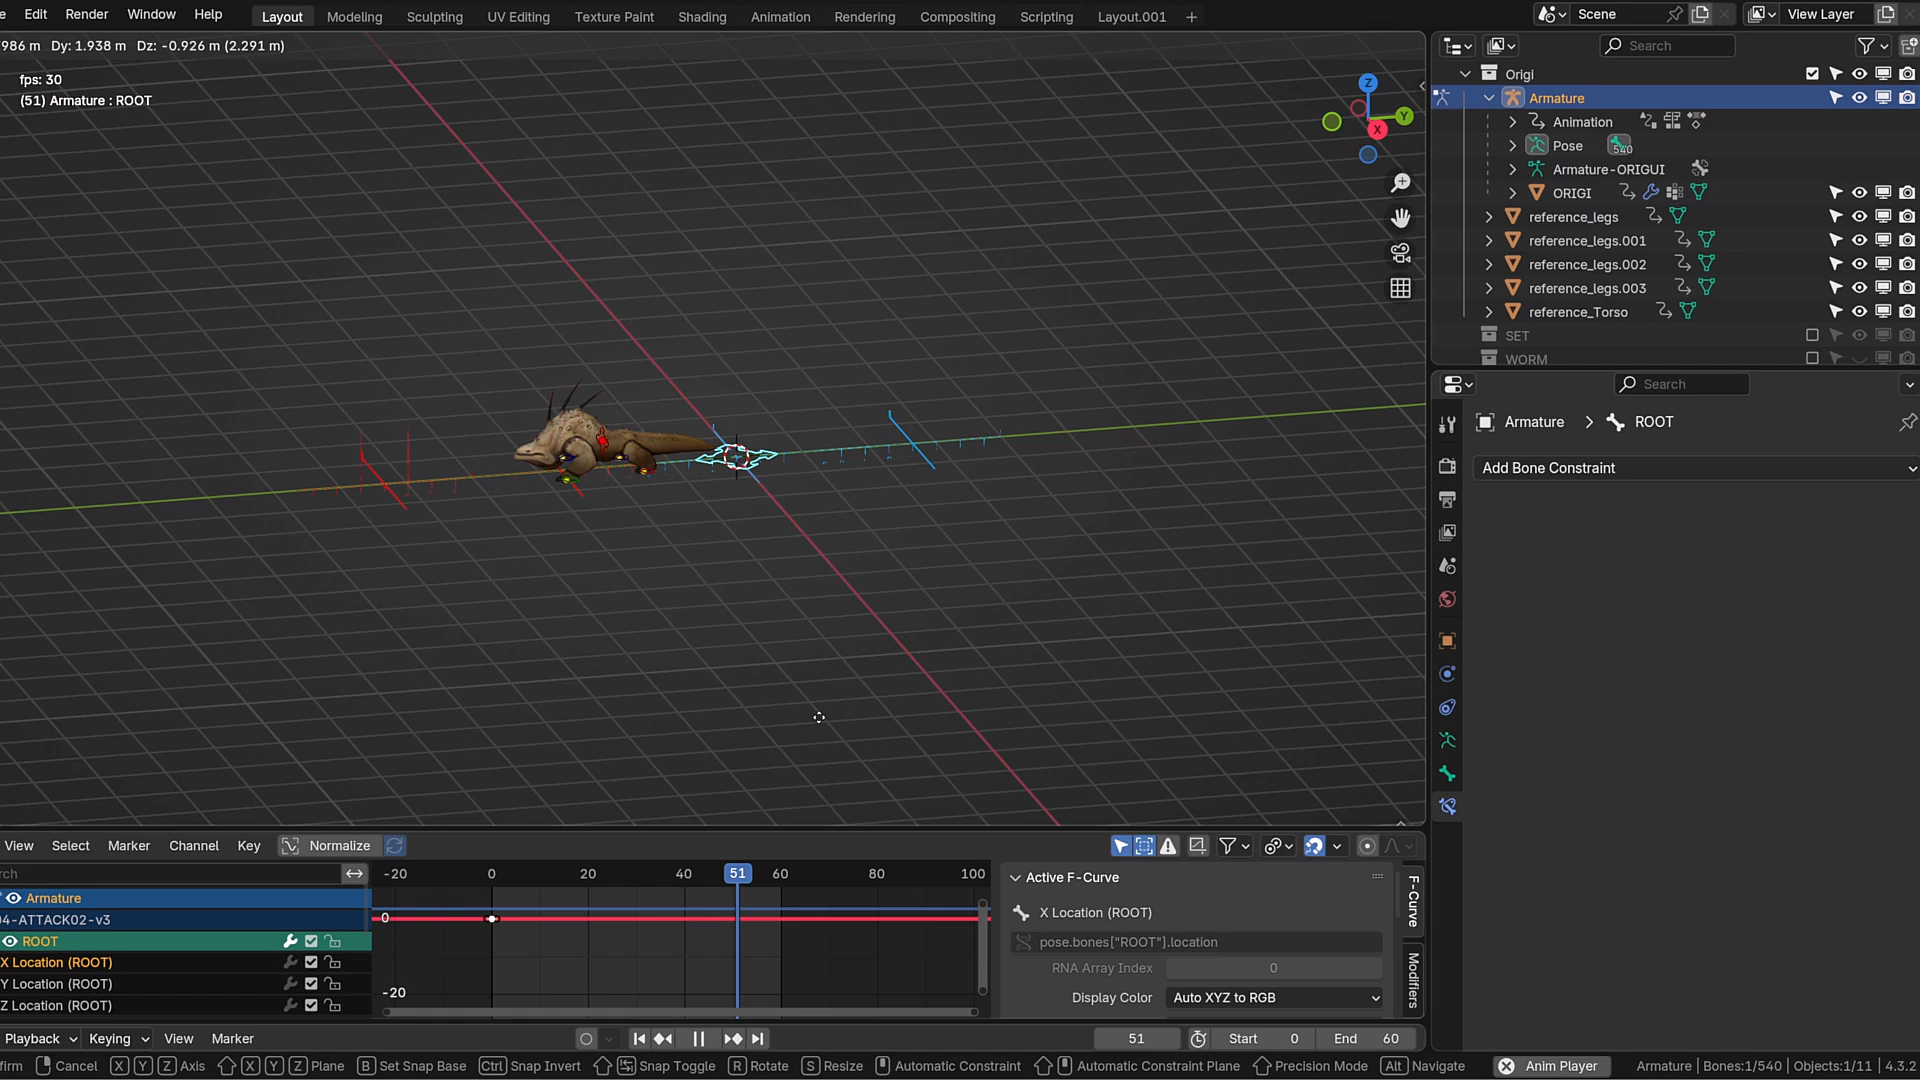 Edit Render Window Help Layout Modeling Sculpting UV Editing Texture Paint Shading Animation Rendering Compositing Scripting Layout.001 + Scene View Layer
986 m Dy: 1.938 m Dz: -0.926 m (2.291 m)
fps: 30
(51) Armature : ROOT
Z
Y
X
Search
Origi
Armature
Animation
Pose 540
Armature-ORIGUI
ORIGI
reference_legs
reference_legs.001
reference_legs.002
reference_legs.003
reference_Torso
SET
WORM
Search
Armature > ROOT
Add Bone Constraint
View Select Marker Channel Key Normalize
rch -20 0 20 40 51 60 80 100
Armature
04-ATTACK02-v3
ROOT
X Location (ROOT)
Y Location (ROOT)
Z Location (ROOT)
0
-20
Active F-Curve
X Location (ROOT)
pose.bones["ROOT"].location
RNA Array Index 0
Display Color Auto XYZ to RGB
F-Curve
Modifiers
Playback Keying View Marker 51 Start 0 End 60
firm Cancel X Y Z Axis X Y Z Plane B Set Snap Base Ctrl Snap Invert Snap Toggle R Rotate S Resize Automatic Constraint Automatic Constraint Plane Precision Mode Alt Navigate Anim Player Armature | Bones:1/540 | Objects:1/11 | 4.3.2